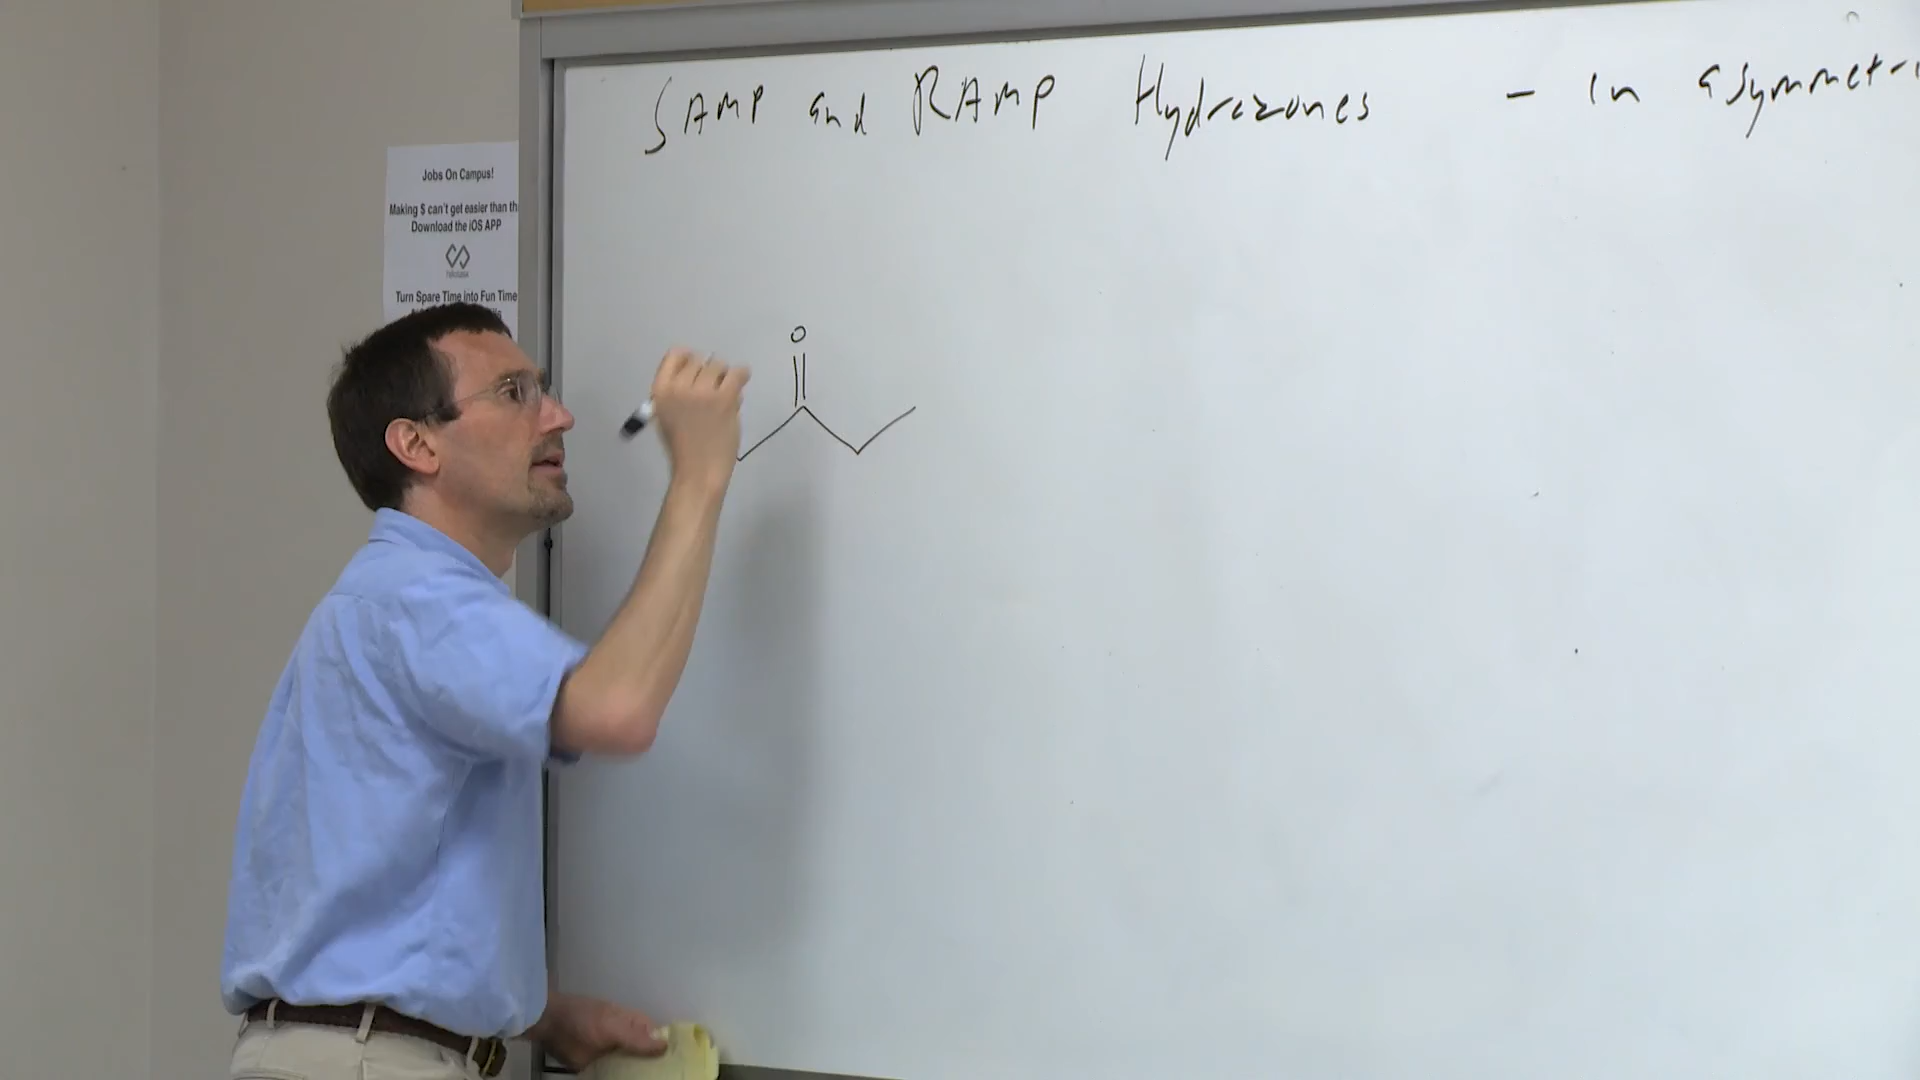 SAMP and RAMP Hydrazones - in asymmetri
Jobs On Campus!
Making $ can't get easier than th
Download the iOS APP
Turn Spare Time into Fun Time
O